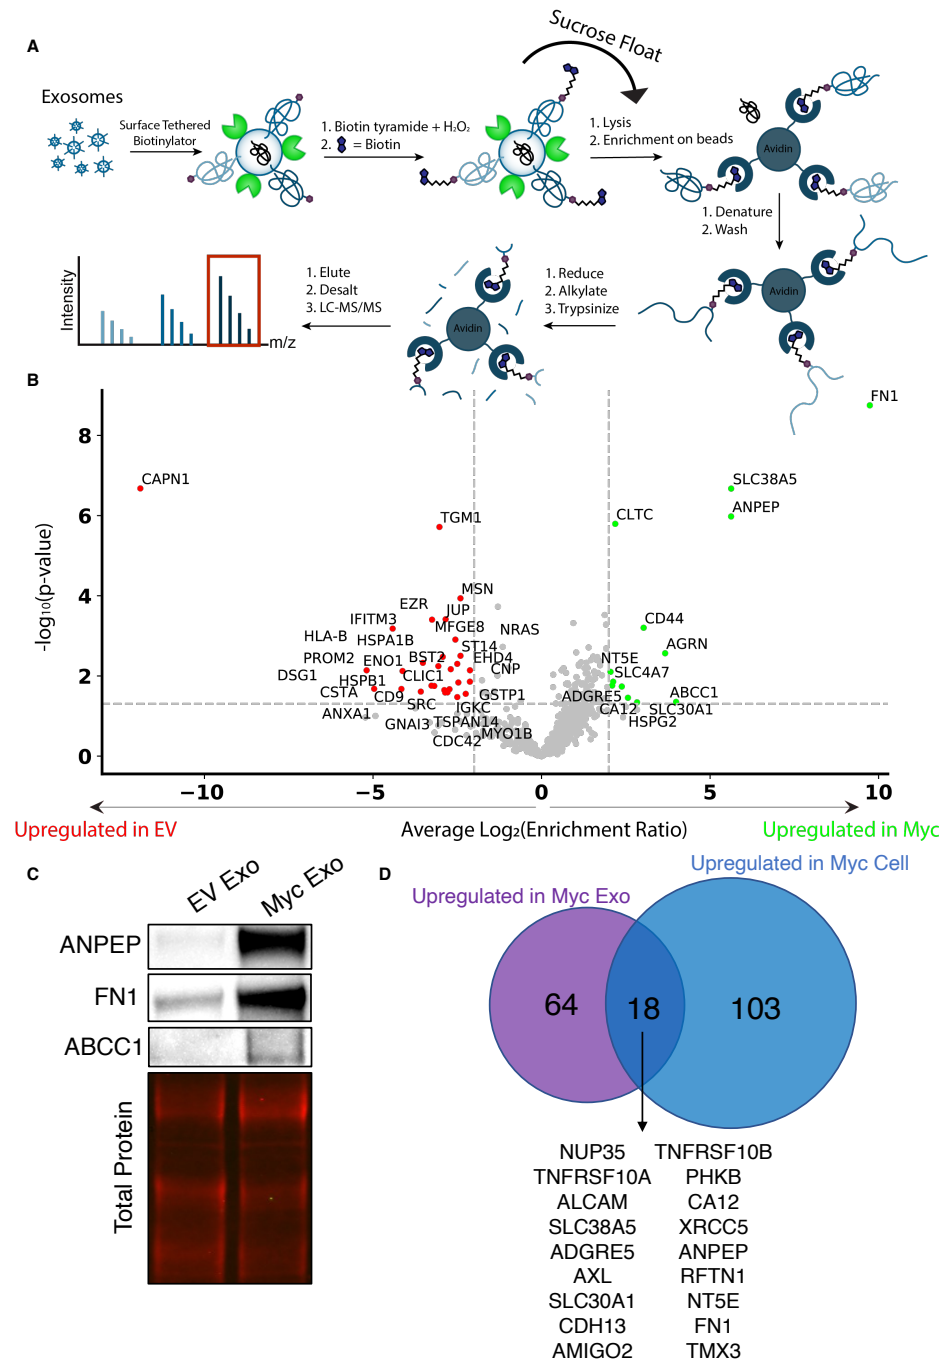 A
Sucrose Float
Exosomes
Surface Tethered
Biotinylator
1. Biotin tyramide + H₂O₂
2. = Biotin
1. Lysis
2. Enrichment on beads
Avidin
1. Denature
2. Wash
Avidin
1. Reduce
2. Alkylate
3. Trypsinize
Avidin
1. Elute
2. Desalt
3. LC-MS/MS
Intensity
m/z
B
FN1
CAPN1
SLC38A5
ANPEP
TGM1
CLTC
MSN
EZR
JUP
IFITM3
MFGE8
NRAS
CD44
HLA-B
HSPA1B
ST14
AGRN
PROM2
ENO1
BST2
EHD4
NT5E
DSG1
HSPB1
CLIC1
CNP
SLC4A7
CSTA
CD9
GSTP1
ADGRE5
ABCC1
SRC
IGKC
CA12
SLC30A1
ANXA1
GNAI3
TSPAN14
HSPG2
CDC42
MYO1B
-log₁₀(p-value)
8
6
4
2
0
−10
−5
0
5
10
Upregulated in EV
Average Log₂(Enrichment Ratio)
Upregulated in Myc
C
EV Exo
Myc Exo
ANPEP
FN1
ABCC1
Total Protein
D
Upregulated in Myc Cell
Upregulated in Myc Exo
64
18
103
NUP35
TNFRSF10B
TNFRSF10A
PHKB
ALCAM
CA12
SLC38A5
XRCC5
ADGRE5
ANPEP
AXL
RFTN1
SLC30A1
NT5E
CDH13
FN1
AMIGO2
TMX3